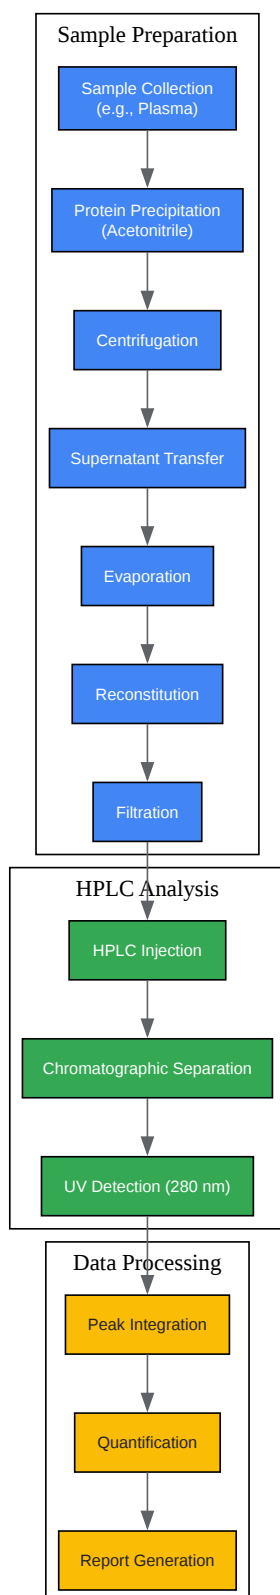 Sample Preparation
Sample Collection
(e.g., Plasma)
Protein Precipitation
(Acetonitrile)
Centrifugation
Supernatant Transfer
Evaporation
Reconstitution
Filtration
HPLC Analysis
HPLC Injection
Chromatographic Separation
UV Detection (280 nm)
Data Processing
Peak Integration
Quantification
Report Generation